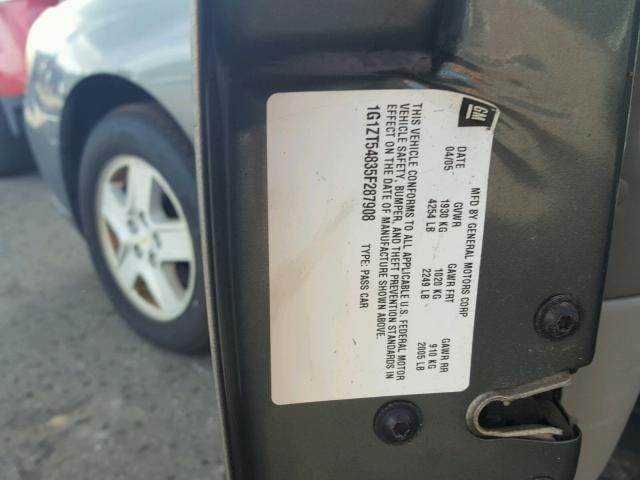 GM
MFD BY GENERAL MOTORS CORP
DATE GVWR GAWR FRT GAWR RR
04/05 1930 KG 1020 KG 910 KG
4254 LB 2249 LB 2005 LB
THIS VEHICLE CONFORMS TO ALL APPLICABLE U.S. FEDERAL MOTOR
VEHICLE SAFETY, BUMPER, AND THEFT PREVENTION STANDARDS IN
EFFECT ON THE DATE OF MANUFACTURE SHOWN ABOVE.
1G1ZT54835F287908 TYPE: PASS CAR